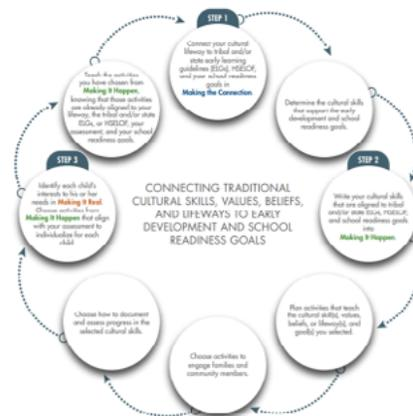 STEP 1
Connect your cultural
lifeway to tribal and/or
state early learning
guidelines (ELGs), HSELOF,
and your school readiness
goals in
Making the Connection.
Determine the cultural skills
that support the early
development and school
readiness goals.
STEP 2
Write your cultural skills
that are aligned to tribal
and/or state ELGs, HSELOF,
and school readiness goals
into
Making It Happen.
Plan activities that teach
the cultural skill(s), values,
beliefs, or lifeway(s), and
goal(s) you selected.
Choose activities to
engage families and
community members.
Choose how to document
and assess progress in the
selected cultural skills.
STEP 3
Identify each child's
interests to his or her
needs in Making It Real.
Choose activities from
Making It Happen that align
with your assessment to
individualize for each
child.
Teach the activities
you have chosen from
Making It Happen,
knowing that those activities
are already aligned to your
lifeway, the tribal and/or state
ELGs, or HSELOF, your
assessment, and your school
readiness goals.
CONNECTING TRADITIONAL
CULTURAL SKILLS, VALUES, BELIEFS,
AND LIFEWAYS TO EARLY
DEVELOPMENT AND SCHOOL
READINESS GOALS